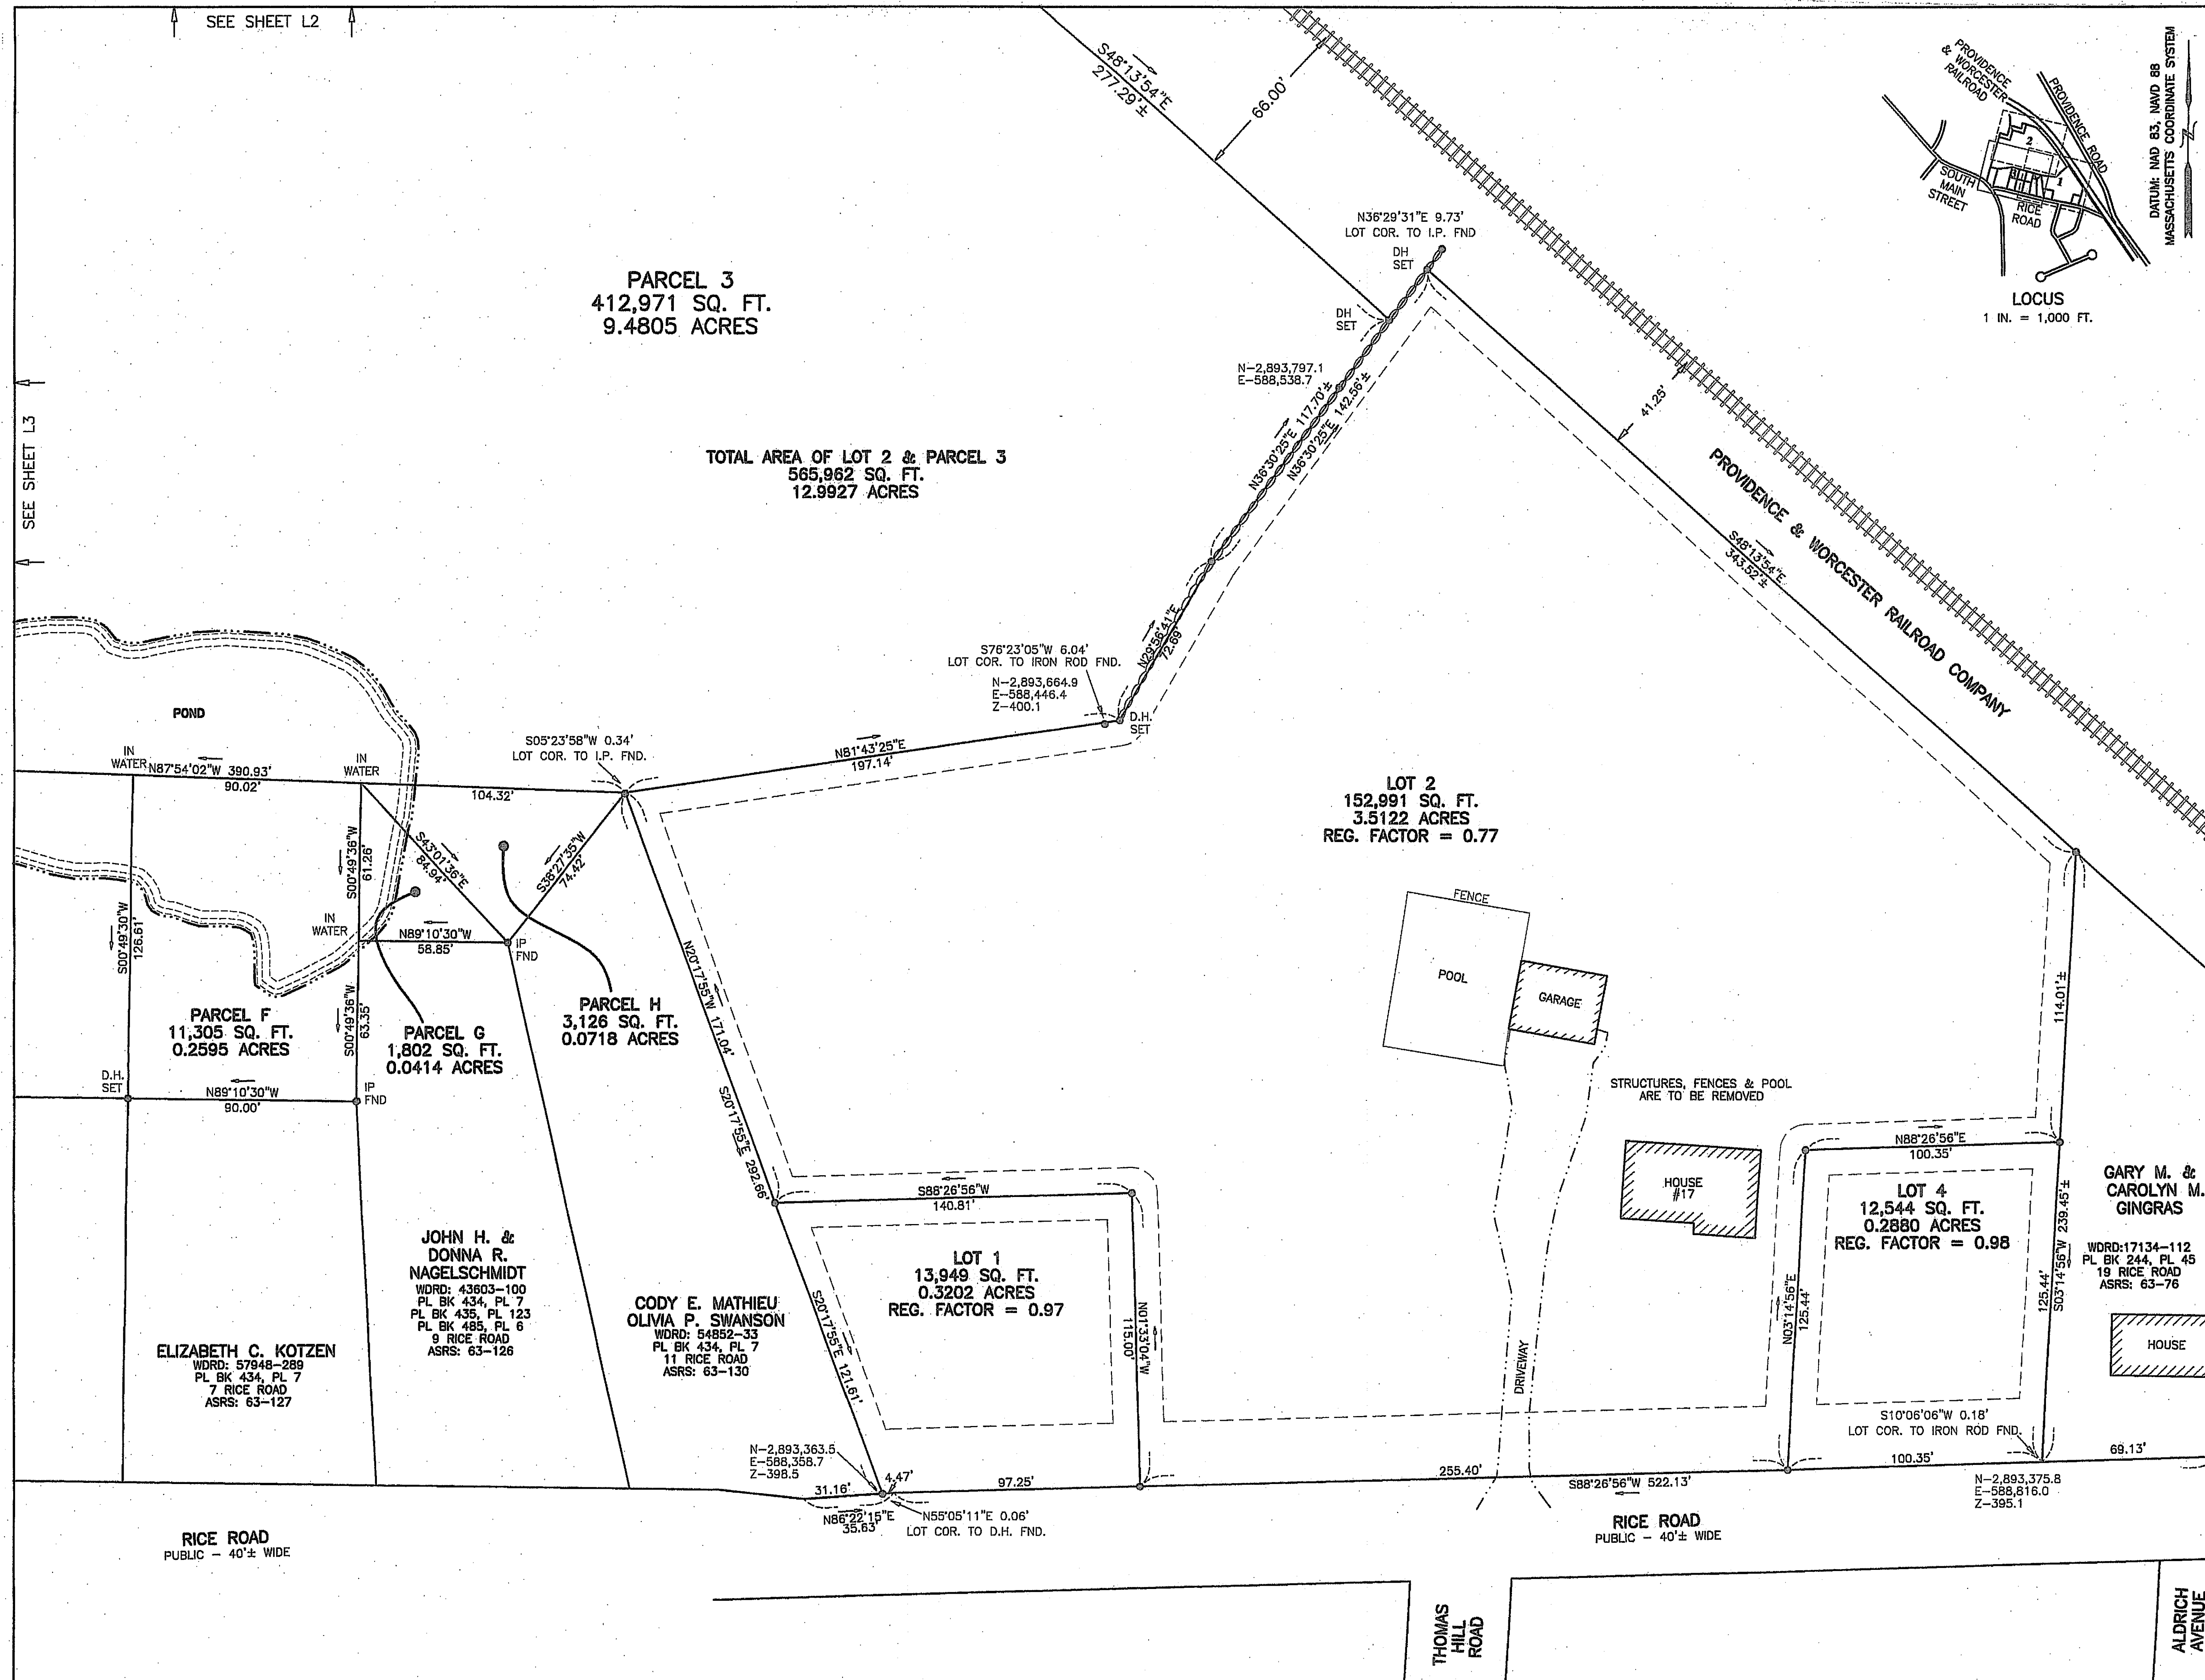 SEE SHEET L2
SEE SHEET L3
S48°13'54"E
277.29'±
66.00'
PROVIDENCE
& WORCESTER
RAILROAD
PROVIDENCE ROAD
2
1
SOUTH
MAIN
STREET
RICE
ROAD
LOCUS
1 IN. = 1,000 FT.
DATUM: NAD 83, NAVD 88
MASSACHUSETTS COORDINATE SYSTEM
PARCEL 3
412,971 SQ. FT.
9.4805 ACRES
N36°29'31"E 9.73'
LOT COR. TO I.P. FND
DH
SET
DH
SET
N-2,893,797.1
E-588,538.7
N36°30'25"E 117.70'±
N36°30'25"E 142.56'±
41.25'
TOTAL AREA OF LOT 2 & PARCEL 3
565,962 SQ. FT.
12.9927 ACRES
PROVIDENCE & WORCESTER RAILROAD COMPANY
S48°13'54"E
343.52'±
N29°56'41"E
72.69'
S76°23'05"W 6.04'
LOT COR. TO IRON ROD FND.
N-2,893,664.9
E-588,446.4
Z-400.1
D.H.
SET
POND
S05°23'58"W 0.34'
LOT COR. TO I.P. FND.
N81°43'25"E
197.14'
IN
WATER
N87°54'02"W 390.93'
90.02'
IN
WATER
104.32'
LOT 2
152,991 SQ. FT.
3.5122 ACRES
REG. FACTOR = 0.77
S00°49'36"W
61.26'
S43°01'36"E
84.94'
S38°27'35"W
74.42'
S00°49'30"W
126.61'
IN
WATER
N89°10'30"W
58.85'
IP
FND
FENCE
POOL
GARAGE
N20°17'55"W 171.04'
S20°17'55"E 292.66'
PARCEL F
11,305 SQ. FT.
0.2595 ACRES
S00°49'36"W
63.35'
PARCEL G
1,802 SQ. FT.
0.0414 ACRES
PARCEL H
3,126 SQ. FT.
0.0718 ACRES
114.01'±
D.H.
SET
N89°10'30"W
90.00'
IP
FND
STRUCTURES, FENCES & POOL
ARE TO BE REMOVED
N88°26'56"E
100.35'
S88°26'56"W
140.81'
HOUSE
#17
LOT 4
12,544 SQ. FT.
0.2880 ACRES
REG. FACTOR = 0.98
GARY M. &
CAROLYN M.
GINGRAS
WDRD:17134-112
PL BK 244, PL 45
19 RICE ROAD
ASRS: 63-76
HOUSE
125.44'
S03°14'56"W 239.45'±
N03°14'56"E
125.44'
JOHN H. &
DONNA R.
NAGELSCHMIDT
WDRD: 43603-100
PL BK 434, PL 7
PL BK 435, PL 123
PL BK 485, PL 6
9 RICE ROAD
ASRS: 63-126
LOT 1
13,949 SQ. FT.
0.3202 ACRES
REG. FACTOR = 0.97
CODY E. MATHIEU
OLIVIA P. SWANSON
WDRD: 54852-33
PL BK 434, PL 7
11 RICE ROAD
ASRS: 63-130
S20°17'55"E 121.61'
N01°33'04"W
115.00'
ELIZABETH C. KOTZEN
WDRD: 57948-289
PL BK 434, PL 7
7 RICE ROAD
ASRS: 63-127
DRIVEWAY
S10°06'06"W 0.18'
LOT COR. TO IRON ROD FND.
N-2,893,363.5
E-588,358.7
Z-398.5
31.16'
4.47'
97.25'
255.40'
S88°26'56"W 522.13'
100.35'
69.13'
N-2,893,375.8
E-588,816.0
Z-395.1
N86°22'15"E
35.63'
N55°05'11"E 0.06'
LOT COR. TO D.H. FND.
RICE ROAD
PUBLIC - 40'± WIDE
RICE ROAD
PUBLIC - 40'± WIDE
THOMAS
HILL
ROAD
ALDRICH
AVENUE